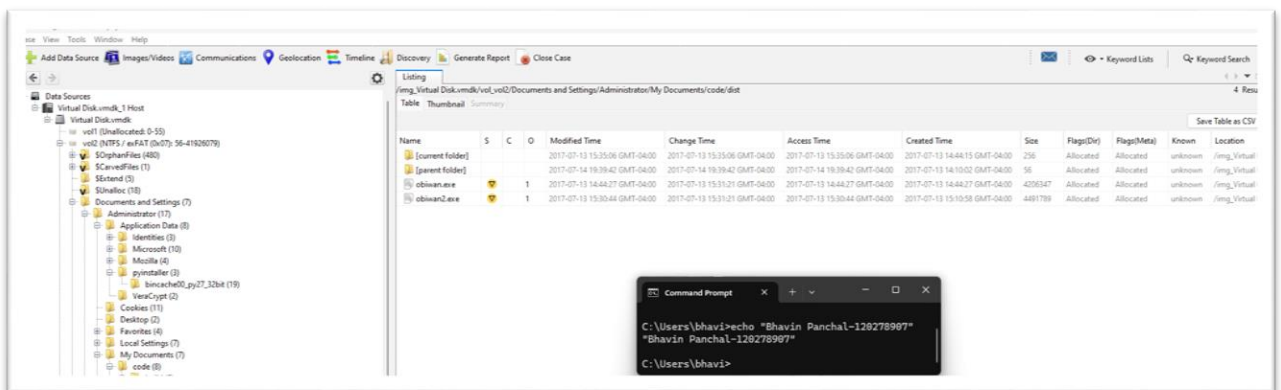 View Tools Window Help
Add Data Source Images/Videos Communications Geolocation Timeline Discovery Generate Report Close Case Keyword Lists Keyword Search
Listing
/img_Virtual Disk.vmdk/vol_vol2/Documents and Settings/Administrator/My Documents/code/dist
4 Resu
Table Thumbnail Summary
Save Table as CSV
Data Sources
Virtual Disk.vmdk_1 Host
Virtual Disk.vmdk
vol1 (Unallocated: 0-55)
vol2 (NTFS / exFAT (0x07): 56-41926079)
$OrphanFiles (480)
$CarvedFiles (1)
$Extend (5)
$Unalloc (18)
Documents and Settings (7)
Administrator (17)
Application Data (8)
Identities (3)
Microsoft (10)
Mozilla (4)
pyinstaller (3)
bincache00_py27_32bit (19)
VeraCrypt (2)
Cookies (11)
Desktop (2)
Favorites (4)
Local Settings (7)
My Documents (7)
code (8)
Name S C O Modified Time Change Time Access Time Created Time Size Flags(Dir) Flags(Meta) Known Location
[current folder] 2017-07-13 15:35:06 GMT-04:00 2017-07-13 15:35:06 GMT-04:00 2017-07-13 15:35:06 GMT-04:00 2017-07-13 14:44:15 GMT-04:00 256 Allocated Allocated unknown /img_Virtual
[parent folder] 2017-07-14 19:39:42 GMT-04:00 2017-07-14 19:39:42 GMT-04:00 2017-07-14 19:39:42 GMT-04:00 2017-07-13 14:10:02 GMT-04:00 56 Allocated Allocated unknown /img_Virtual
obiwan.exe 1 2017-07-13 14:44:27 GMT-04:00 2017-07-13 15:31:21 GMT-04:00 2017-07-13 14:44:27 GMT-04:00 2017-07-13 14:44:27 GMT-04:00 4206347 Allocated Allocated unknown /img_Virtual
obiwan2.exe 1 2017-07-13 15:30:44 GMT-04:00 2017-07-13 15:31:21 GMT-04:00 2017-07-13 15:30:44 GMT-04:00 2017-07-13 15:10:58 GMT-04:00 4491789 Allocated Allocated unknown /img_Virtual
Command Prompt
C:\Users\bhavi>echo "Bhavin Panchal-120278907"
"Bhavin Panchal-120278907"
C:\Users\bhavi>